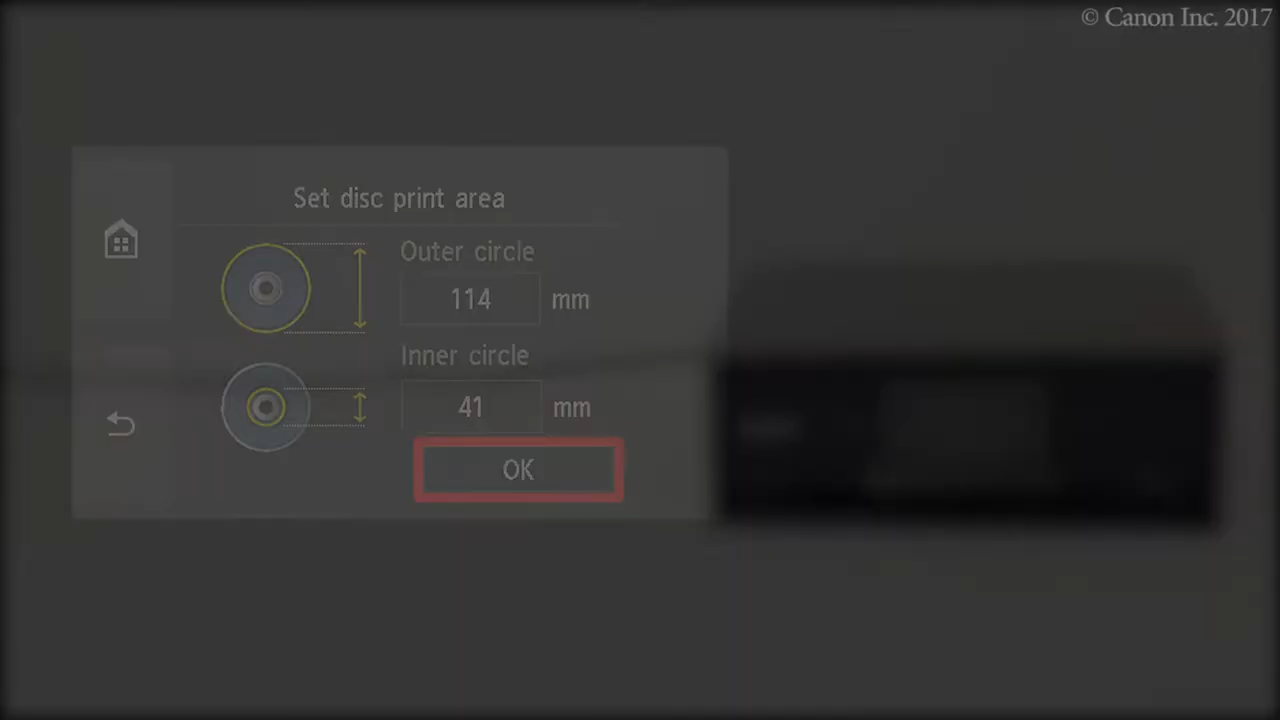 © Canon Inc. 2017
Set disc print area
Outer circle
114 mm
Inner circle
41 mm
OK